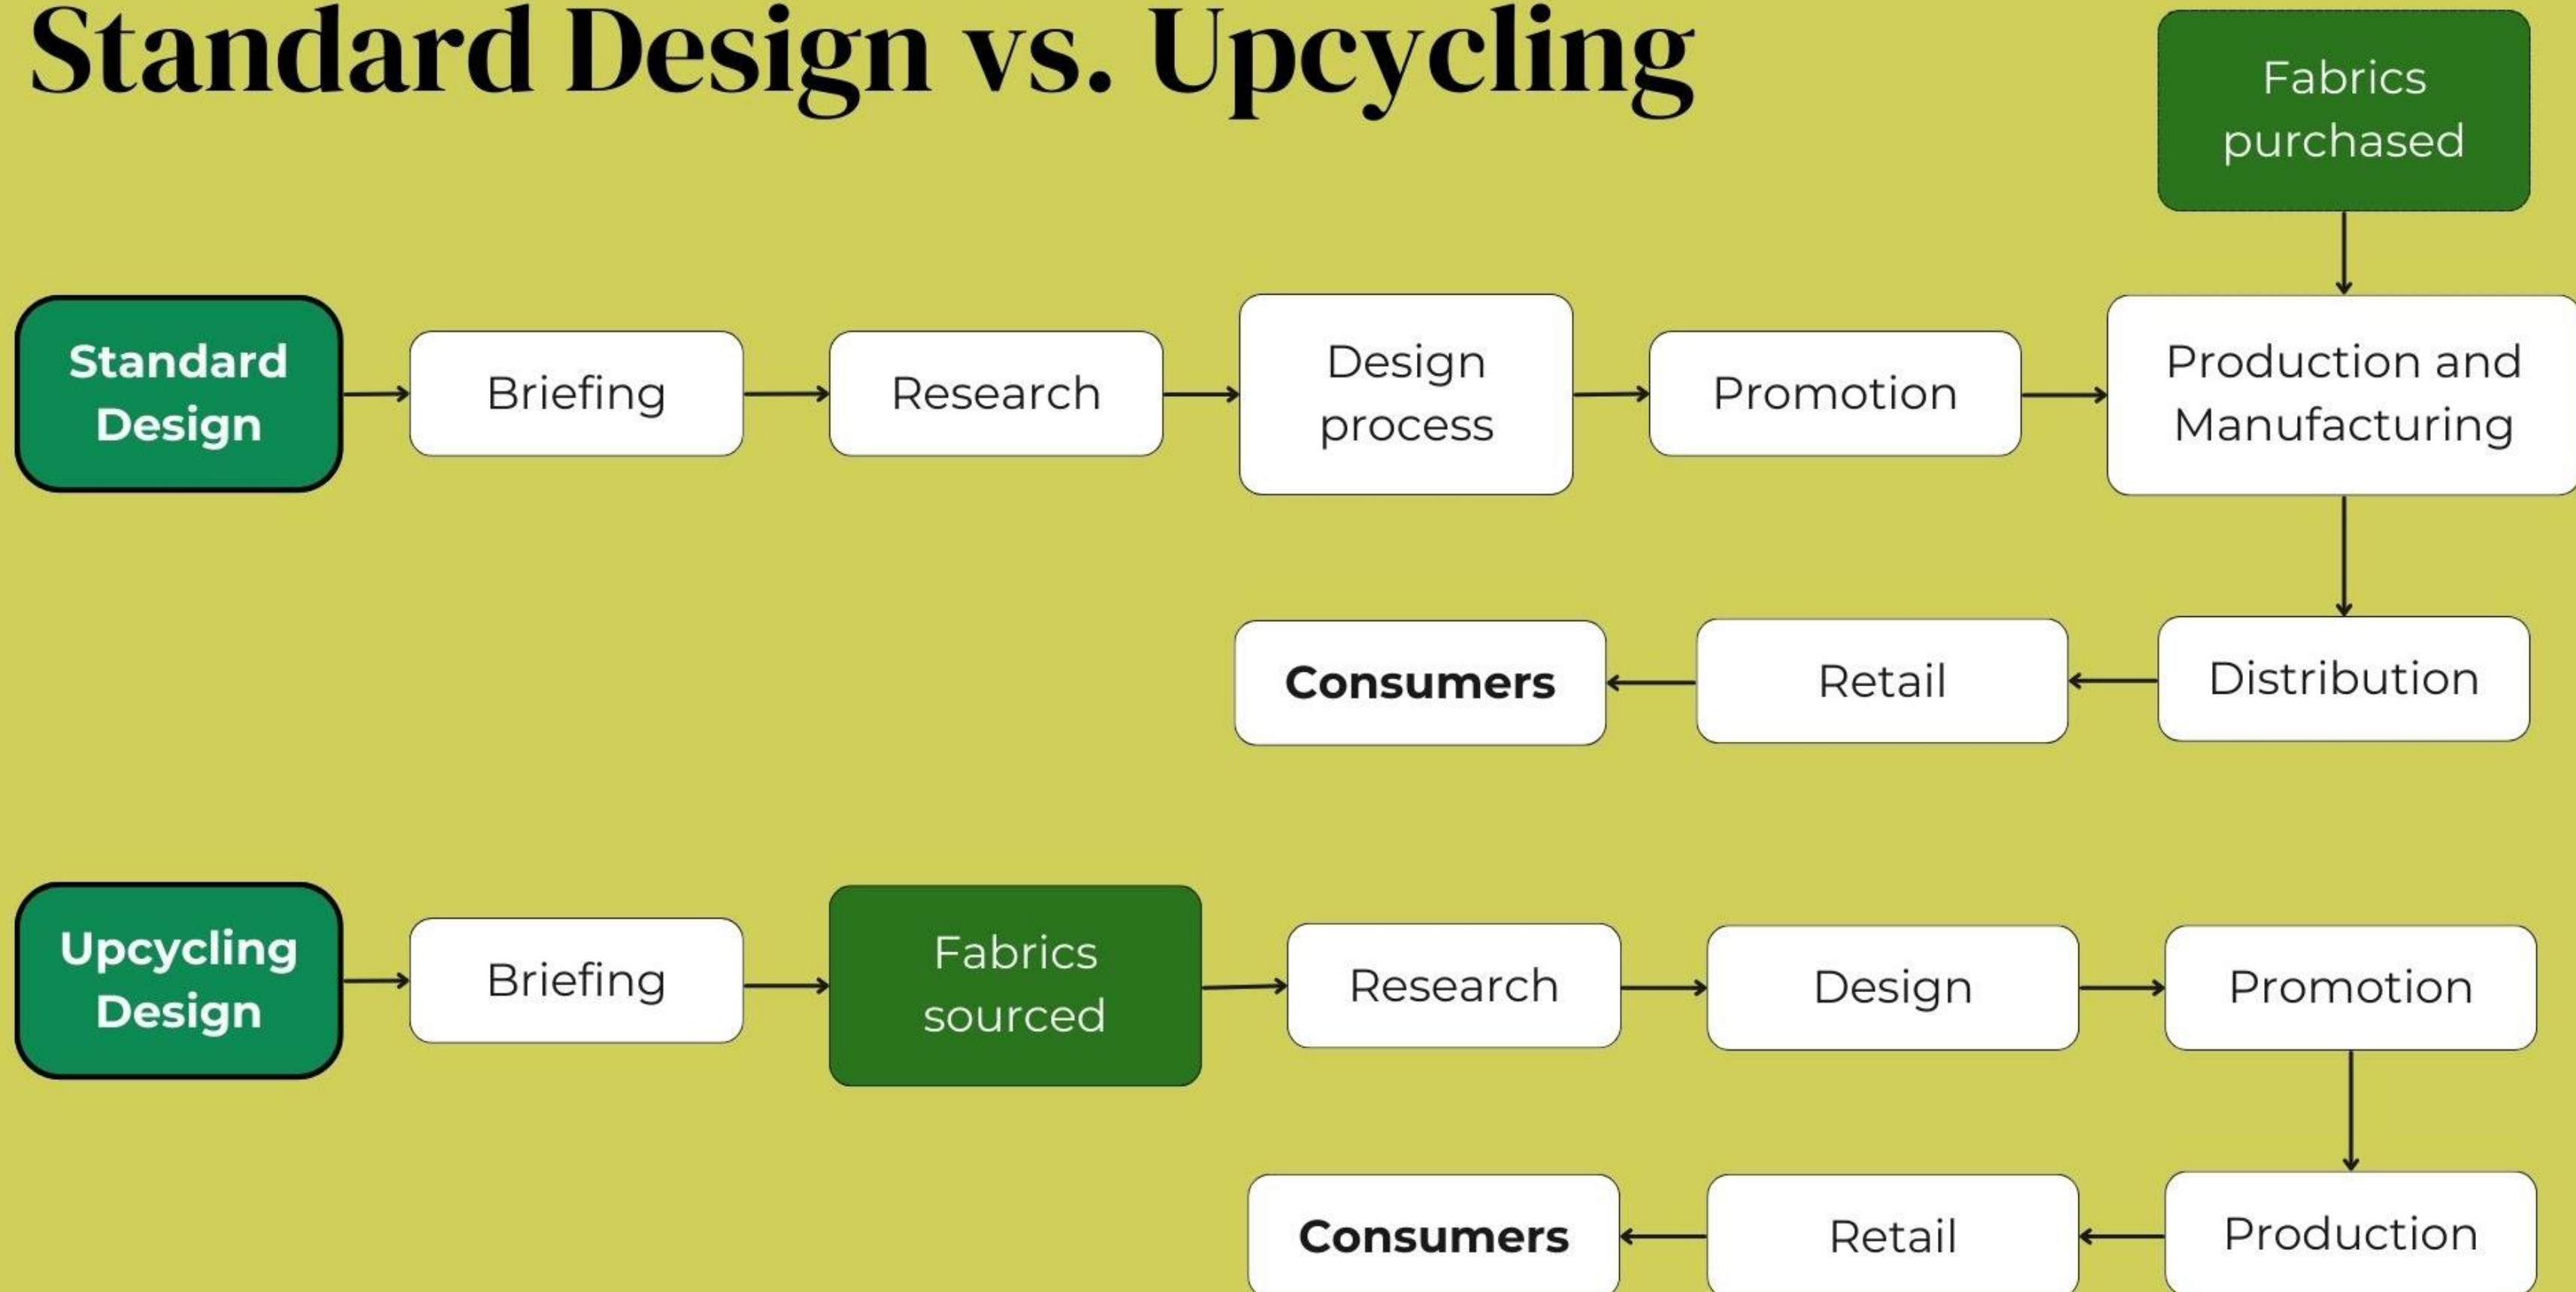 Standard Design vs. Upcycling
Fabrics
purchased
Standard
Design
Briefing
Research
Design
process
Promotion
Production and
Manufacturing
Distribution
Retail
Consumers
Upcycling
Design
Briefing
Fabrics
sourced
Research
Design
Promotion
Production
Retail
Consumers